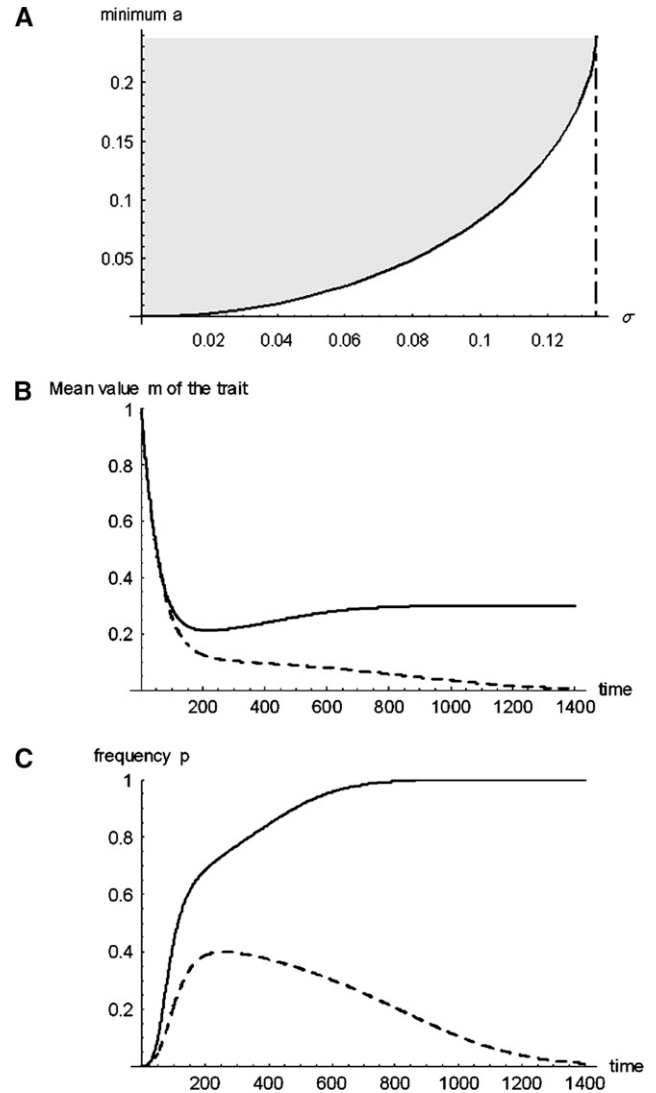 A
minimum a
0.2
0.15
0.1
0.05
0.02 0.04 0.06 0.08 0.1 0.12
σ
B Mean value m of the trait
1
0.8
0.6
0.4
0.2
200 400 600 800 1000 1200 1400
time
C
frequency p
1
0.8
0.6
0.4
0.2
200 400 600 800 1000 1200 1400
time